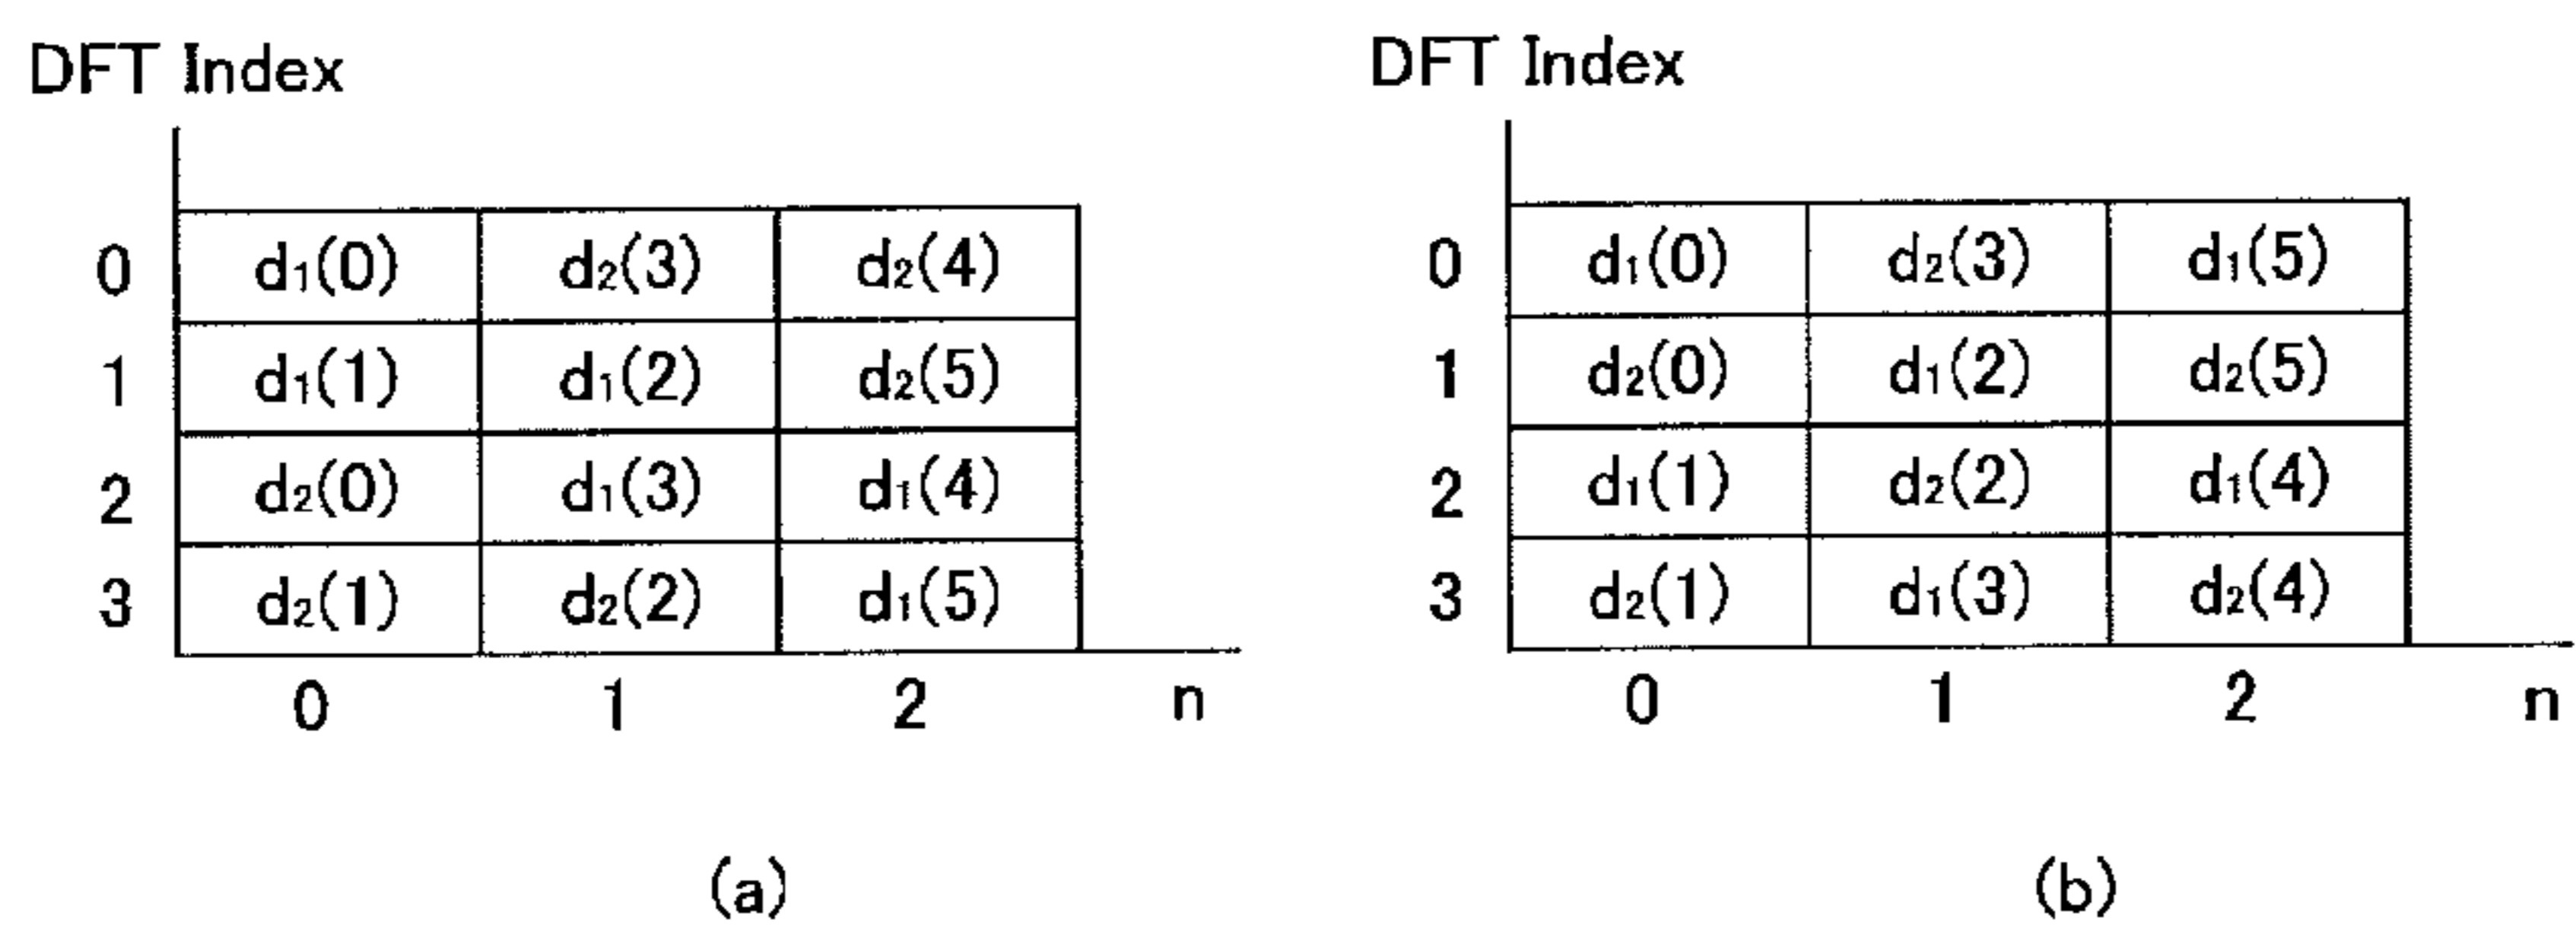 DFT Index
0 d₁(0) d₂(3) d₂(4)
1 d₁(1) d₁(2) d₂(5)
2 d₂(0) d₁(3) d₁(4)
3 d₂(1) d₂(2) d₁(5)
0 1 2 n
(a)
DFT Index
0 d₁(0) d₂(3) d₁(5)
1 d₂(0) d₁(2) d₂(5)
2 d₁(1) d₂(2) d₁(4)
3 d₂(1) d₁(3) d₂(4)
0 1 2 n
(b)